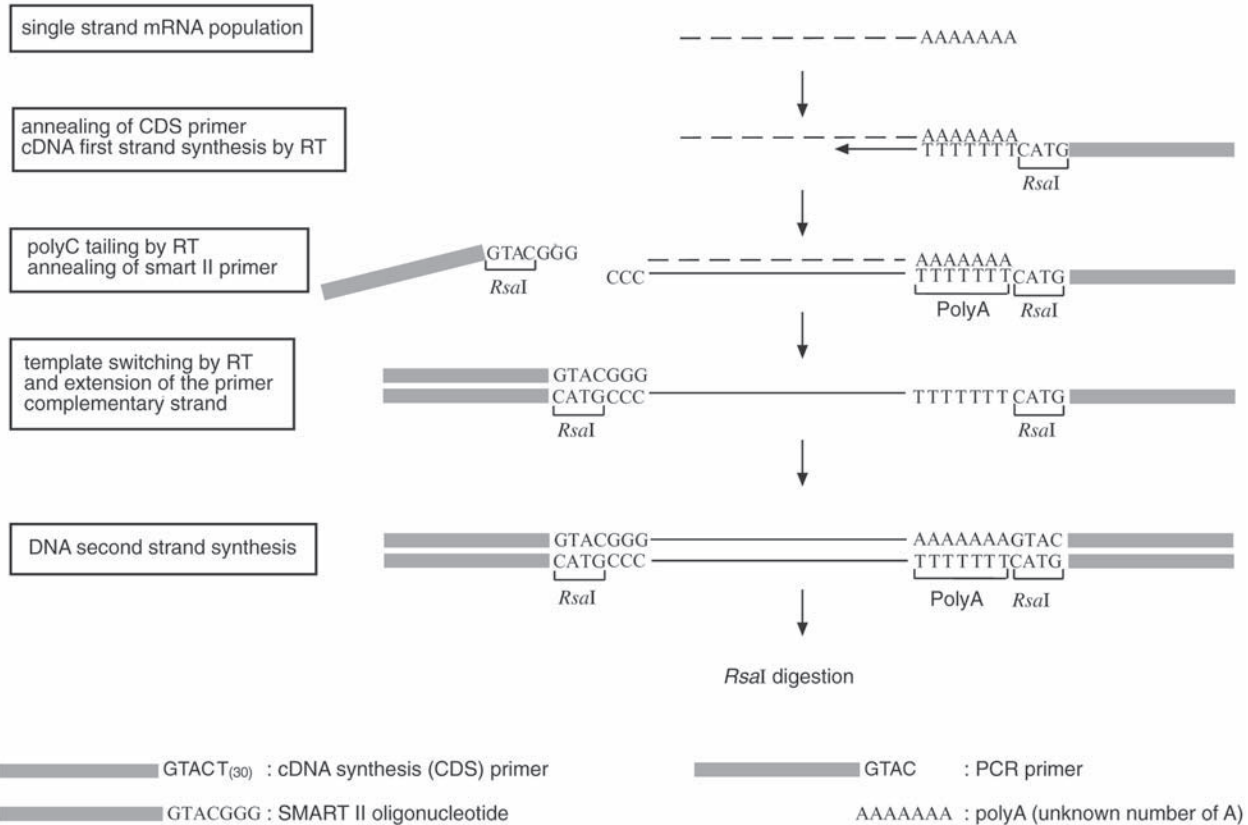 single strand mRNA population
AAAAAAA
annealing of CDS primer
cDNA first strand synthesis by RT
AAAAAAA
TTTTTTTCATG
RsaI
polyC tailing by RT
annealing of smart II primer
GTACGGG
RsaI
CCC
AAAAAAA
TTTTTTTCATG
PolyA
RsaI
template switching by RT
and extension of the primer
complementary strand
GTACGGG
CATGCCC
TTTTTTTCATG
RsaI
RsaI
DNA second strand synthesis
GTACGGG
AAAAAAAGTAC
CATGCCC
TTTTTTTCATG
RsaI
PolyA
RsaI
RsaI digestion
GTACT(30) : cDNA synthesis (CDS) primer
GTAC : PCR primer
GTACGGG : SMART II oligonucleotide
AAAAAAA : polyA (unknown number of A)